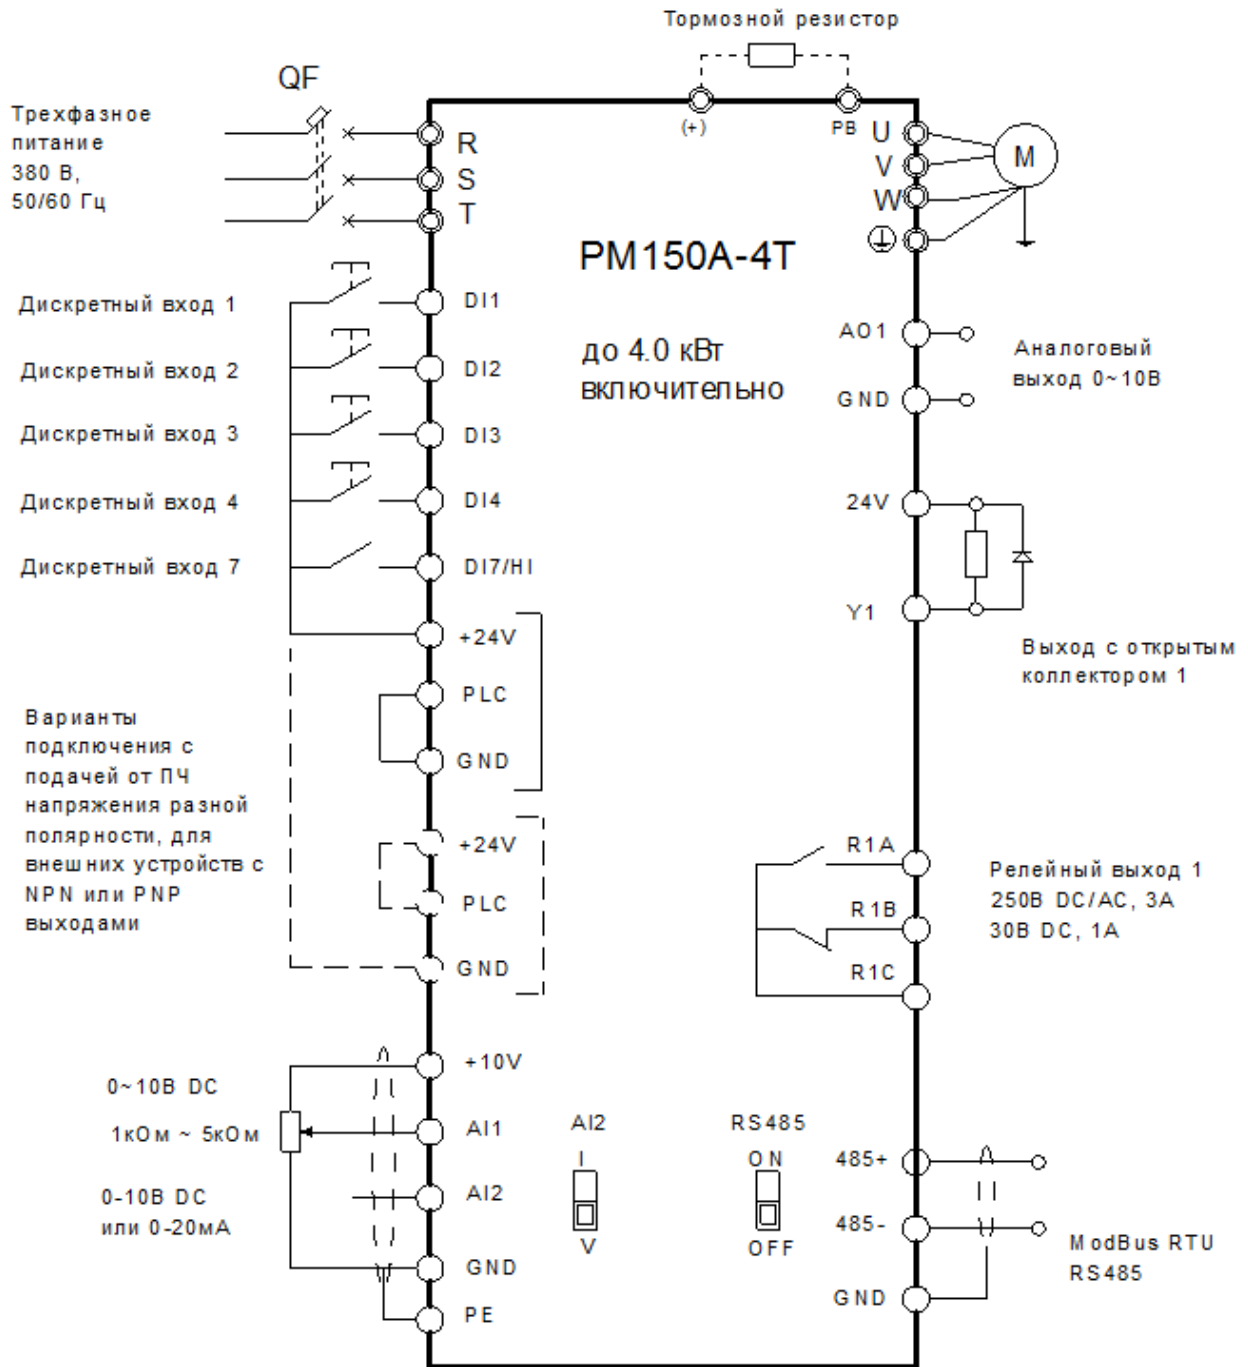 Тормозной резистор
QF
Трехфазное
питание
380 В,
50/60 Гц
(+)
PB
R
S
T
U
V
W
M
PM150A-4T
до 4.0 кВт
включительно
Дискретный вход 1
DI1
Дискретный вход 2
DI2
Дискретный вход 3
DI3
Дискретный вход 4
DI4
Дискретный вход 7
DI7/HI
+24V
PLC
GND
Варианты
подключения с
подачей от ПЧ
напряжения разной
полярности, для
внешних устройств с
NPN или PNP
выходами
+24V
PLC
GND
AO1
GND
Аналоговый
выход 0~10В
24V
Y1
Выход с открытым
коллектором 1
R1A
R1B
R1C
Релейный выход 1
250В DC/AC, 3А
30В DC, 1А
+10V
0~10В DC
1кОм ~ 5кОм
AI1
0-10В DC
или 0-20мА
AI2
GND
PE
AI2
I
V
RS485
ON
OFF
485+
485-
GND
ModBus RTU
RS485